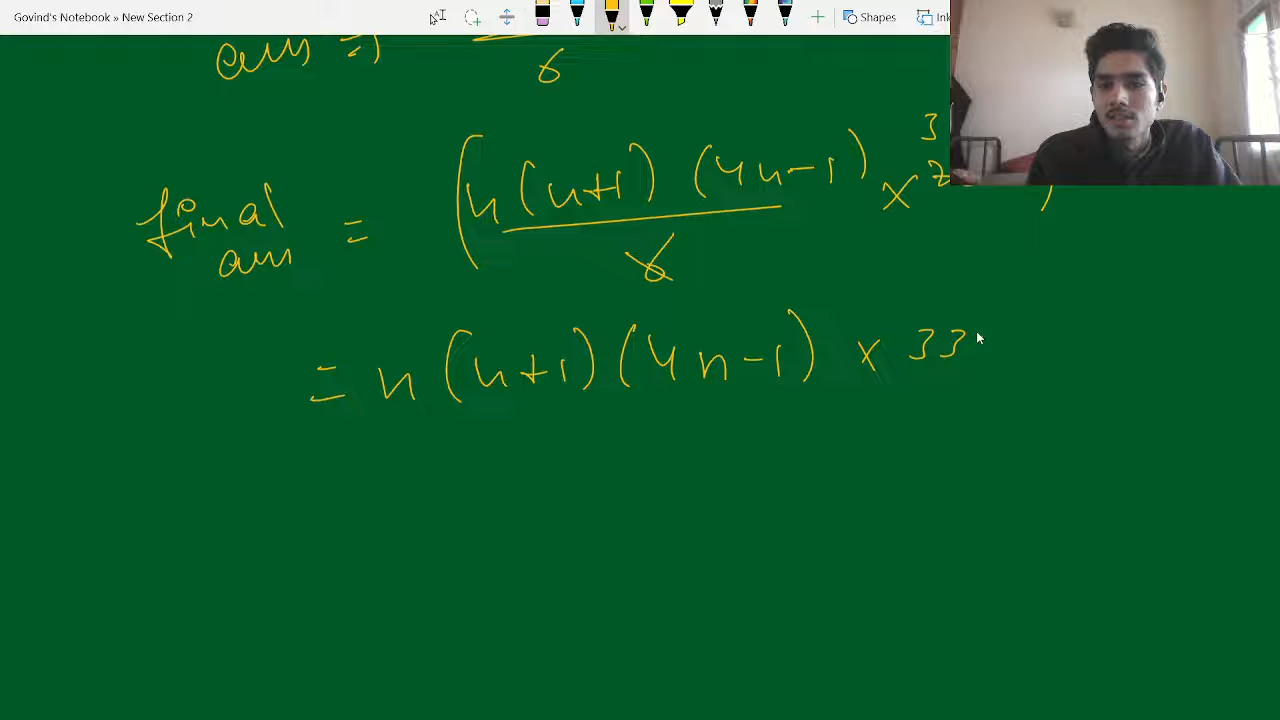 Govind's Notebook » New Section 2
Shapes
Ink
ans =)
6
final ans = (n(n+1) (4n-1) x
6
3
= n(n+1)(4n-1) x 33